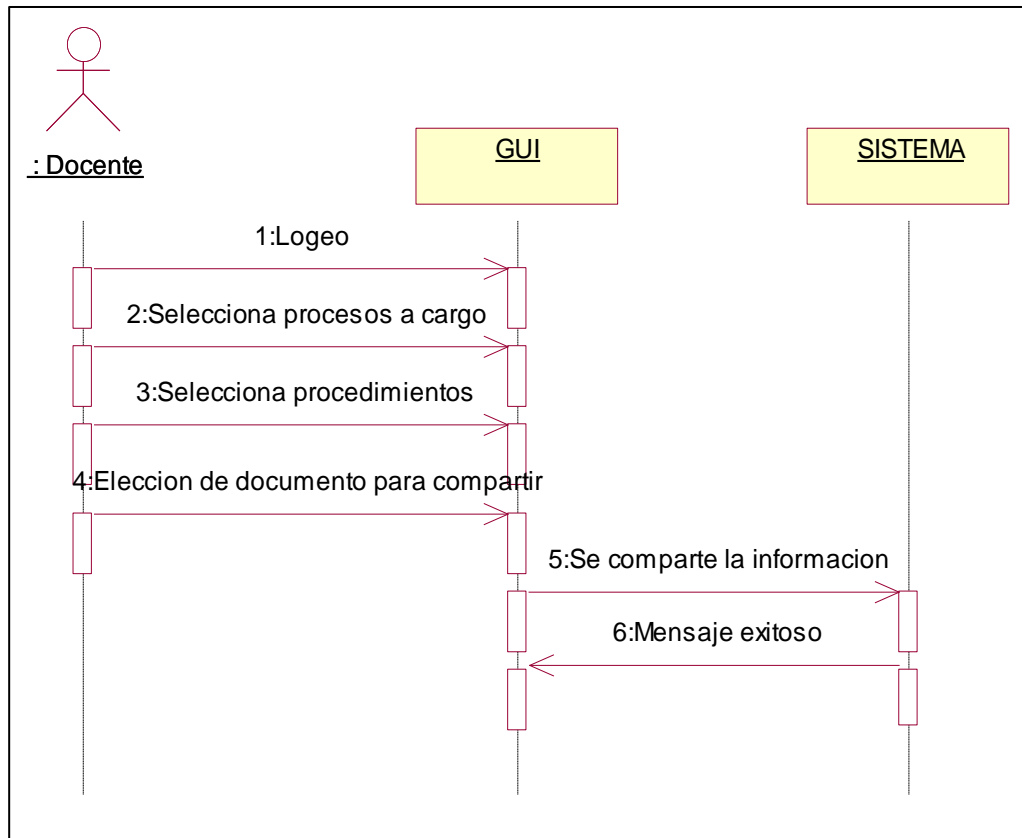 : Docente
GUI
SISTEMA
1:Logeo
2:Selecciona procesos a cargo
3:Selecciona procedimientos
4:Eleccion de documento para compartir
5:Se comparte la informacion
6:Mensaje exitoso